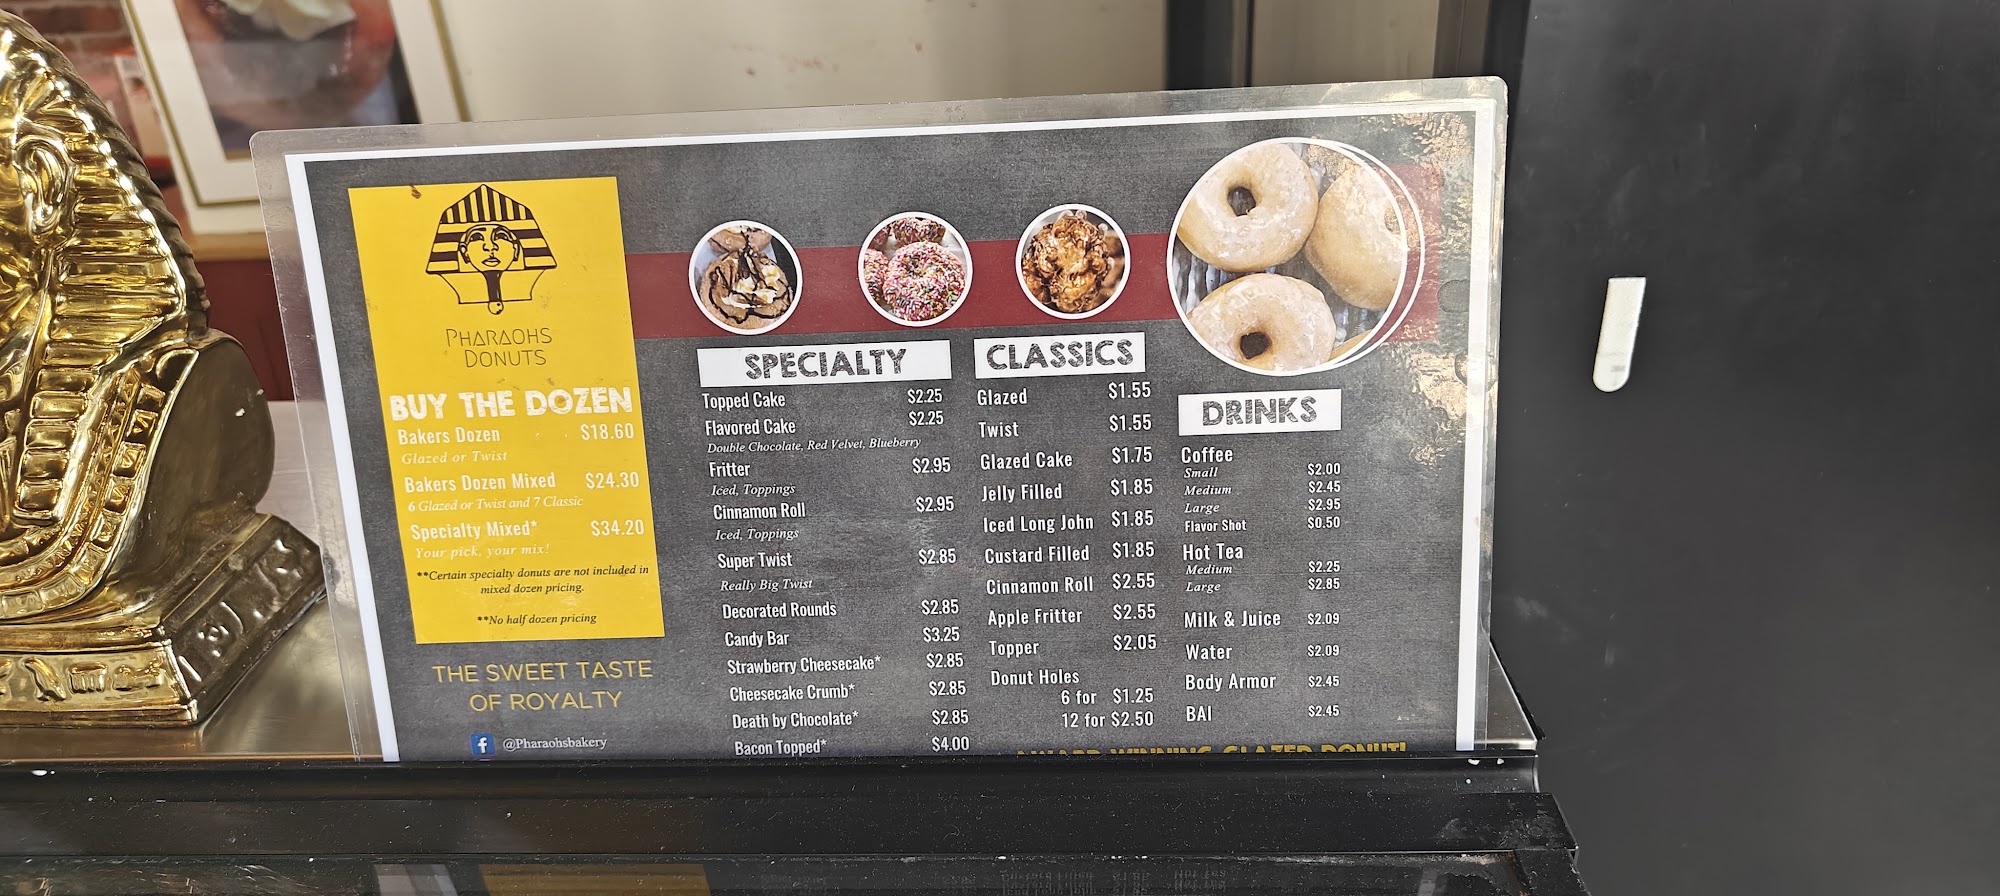 PHARAOHS
DONUTS
BUY THE DOZEN
Bakers Dozen $18.60
Glazed or Twist
Bakers Dozen Mixed $24.30
6 Glazed or Twist and 7 Classic
Specialty Mixed* $34.20
Your pick, your mix!
**Certain specialty donuts are not included in
mixed dozen pricing.
**No half dozen pricing
THE SWEET TASTE
OF ROYALTY
@Pharaohsbakery
SPECIALTY
Topped Cake $2.25
Flavored Cake $2.25
Double Chocolate, Red Velvet, Blueberry
Fritter $2.95
Iced, Toppings
Cinnamon Roll $2.95
Iced, Toppings
Super Twist $2.85
Really Big Twist
Decorated Rounds $2.85
Candy Bar $3.25
Strawberry Cheesecake* $2.85
Cheesecake Crumb* $2.85
Death by Chocolate* $2.85
Bacon Topped* $4.00
CLASSICS
Glazed $1.55
Twist $1.55
Glazed Cake $1.75
Jelly Filled $1.85
Iced Long John $1.85
Custard Filled $1.85
Cinnamon Roll $2.55
Apple Fritter $2.55
Topper $2.05
Donut Holes
6 for $1.25
12 for $2.50
DRINKS
Coffee
Small $2.00
Medium $2.45
Large $2.95
Flavor Shot $0.50
Hot Tea
Medium $2.25
Large $2.85
Milk & Juice $2.09
Water $2.09
Body Armor $2.45
BAI $2.45
AWARD WINNING GLAZED DONUT!